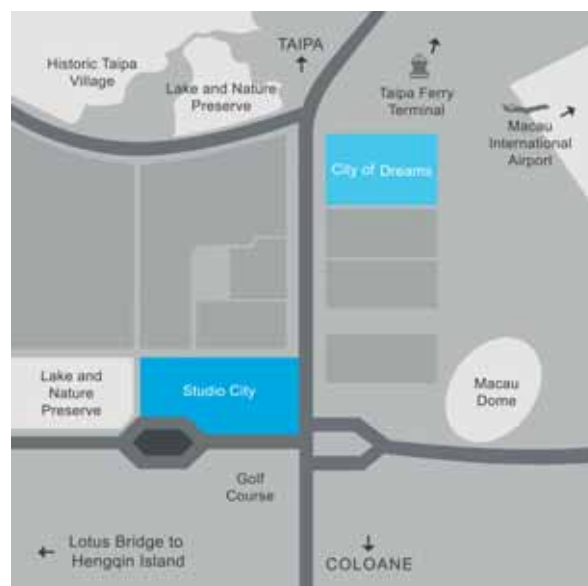 TAIPA
Historic Taipa
Village
Lake and Nature
Preserve
Taipa Ferry
Terminal
Macau
International
Airport
City of Dreams
Lake and
Nature
Preserve
Studio City
Macau
Dome
Golf
Course
Lotus Bridge to
Hengqin Island
COLOANE